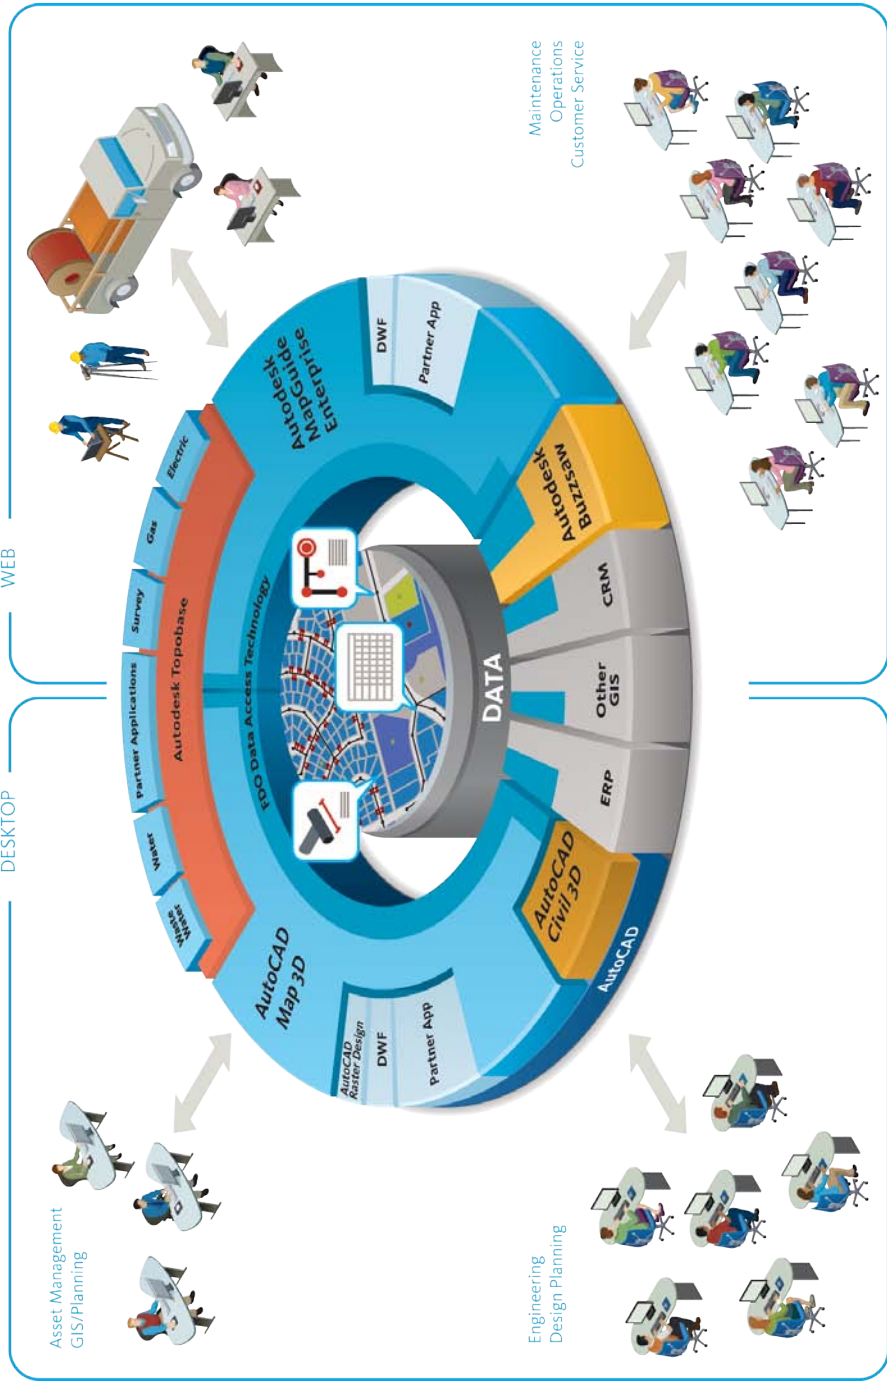 DESKTOP
WEB
Asset Management
GIS/Planning
Waste
Water
Water
Partner Applications
Survey
Gas
Electric
Autodesk Topobase
FDO Data Access Technology
AutoCAD
Map 3D
Autodesk
MapGuide
Enterprise
AutoCAD
Raster Design
DWF
Partner App
DWF
Partner App
DATA
AutoCAD
Civil 3D
ERP
Other
GIS
CRM
Autodesk
Buzzsaw
AutoCAD
Engineering
Design Planning
Maintenance
Operations
Customer Service